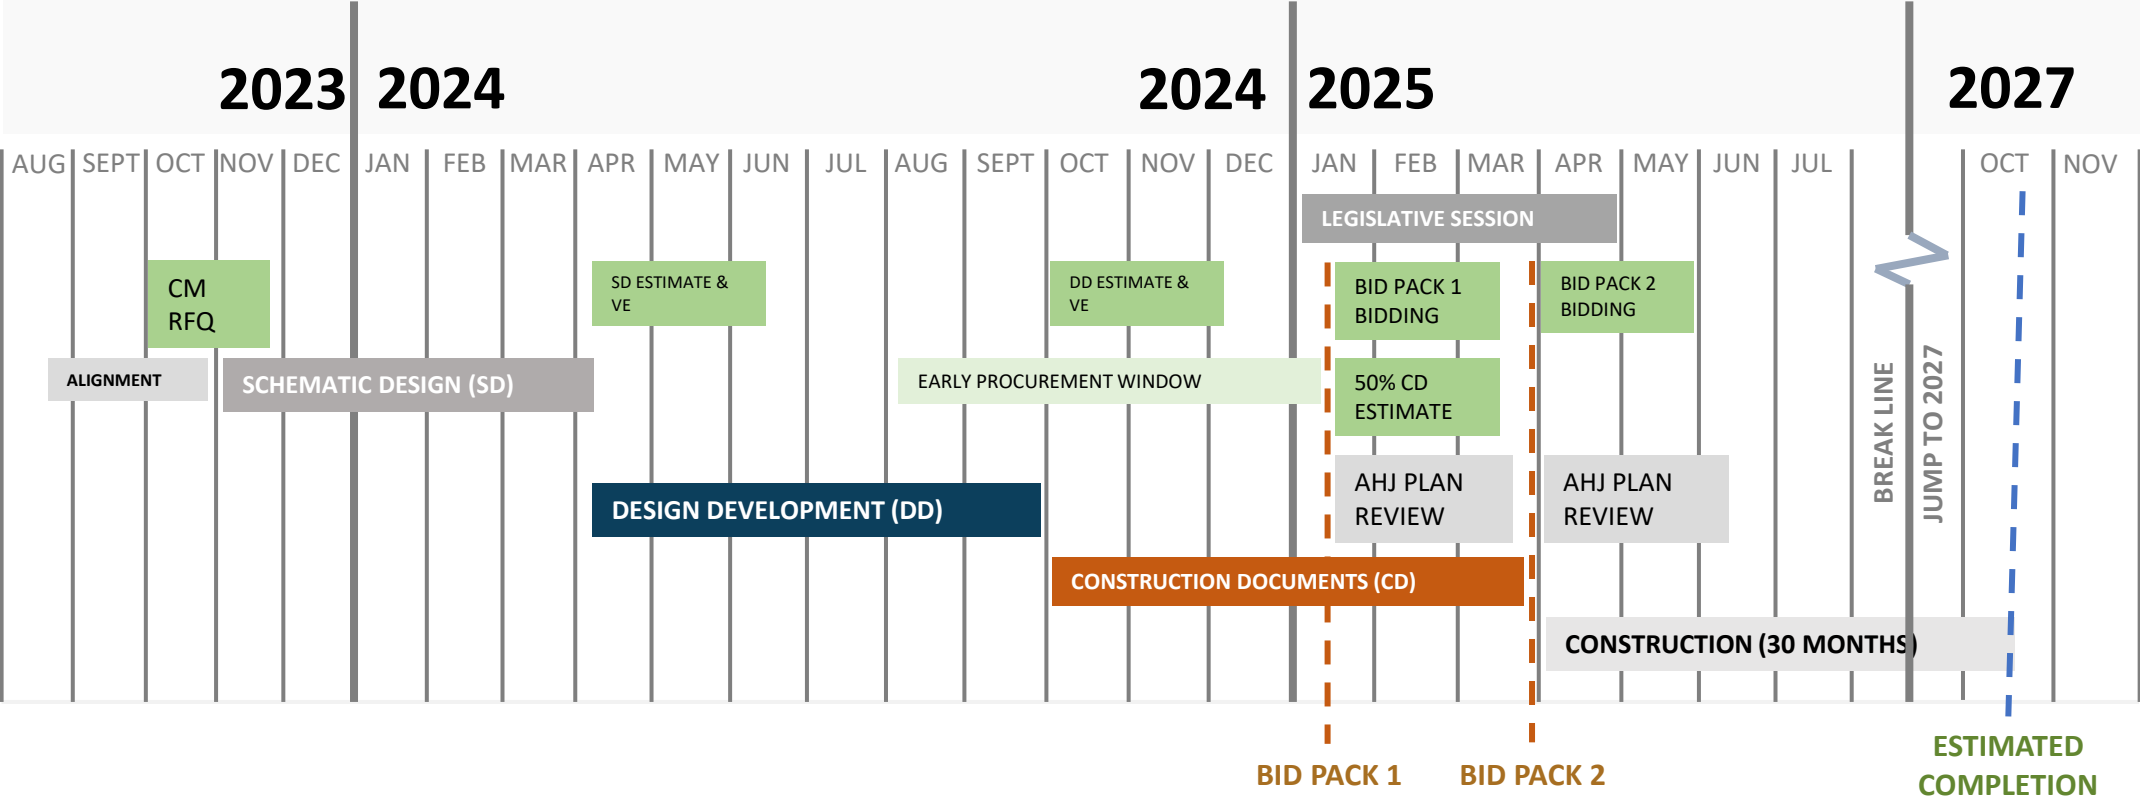 2023 2024 2024 2025 2027
AUG SEPT OCT NOV DEC JAN FEB MAR APR MAY JUN JUL AUG SEPT OCT NOV DEC JAN FEB MAR APR MAY JUN JUL OCT NOV
LEGISLATIVE SESSION
CM
RFQ
SD ESTIMATE &
VE
DD ESTIMATE &
VE
BID PACK 1
BIDDING
BID PACK 2
BIDDING
ALIGNMENT
SCHEMATIC DESIGN (SD)
EARLY PROCUREMENT WINDOW
50% CD
ESTIMATE
BREAK LINE
JUMP TO 2027
AHJ PLAN
REVIEW
AHJ PLAN
REVIEW
DESIGN DEVELOPMENT (DD)
CONSTRUCTION DOCUMENTS (CD)
CONSTRUCTION (30 MONTHS)
BID PACK 1
BID PACK 2
ESTIMATED
COMPLETION